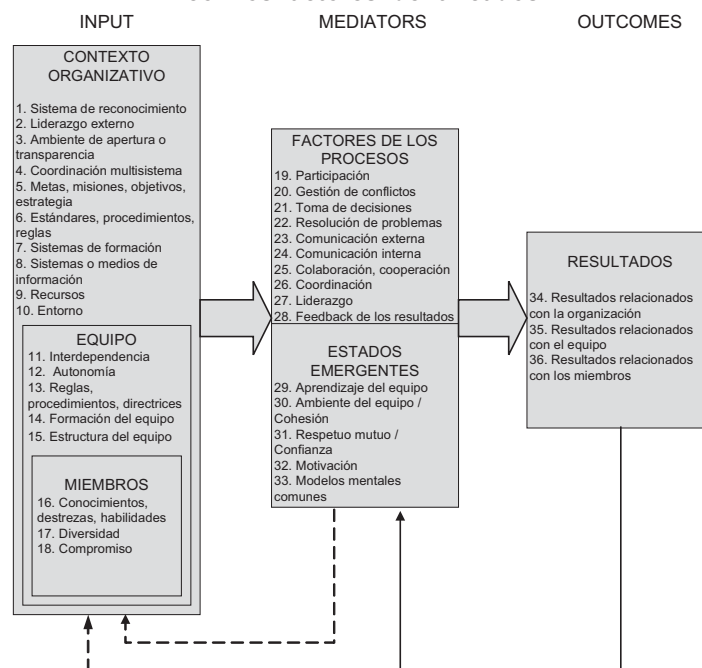 INPUT
MEDIATORS
OUTCOMES
CONTEXTO
ORGANIZATIVO
1. Sistema de reconocimiento
2. Liderazgo externo
3. Ambiente de apertura o
transparencia
4. Coordinación multisistema
5. Metas, misiones, objetivos,
estrategia
6. Estándares, procedimientos,
reglas
7. Sistemas de formación
8. Sistemas o medios de
información
9. Recursos
10. Entorno
EQUIPO
11. Interdependencia
12. Autonomía
13. Reglas,
procedimientos, directrices
14. Formación del equipo
15. Estructura del equipo
MIEMBROS
16. Conocimientos,
destrezas, habilidades
17. Diversidad
18. Compromiso
FACTORES DE LOS
PROCESOS
19. Participación
20. Gestión de conflictos
21. Toma de decisiones
22. Resolución de problemas
23. Comunicación externa
24. Comunicación interna
25. Colaboración, cooperación
26. Coordinación
27. Liderazgo
28. Feedback de los resultados
ESTADOS
EMERGENTES
29. Aprendizaje del equipo
30. Ambiente del equipo /
Cohesión
31. Respetuo mutuo /
Confianza
32. Motivación
33. Modelos mentales
comunes
RESULTADOS
34. Resultados relacionados
con la organización
35. Resultados relacionados
con el equipo
36. Resultados relacionados
con los miembros